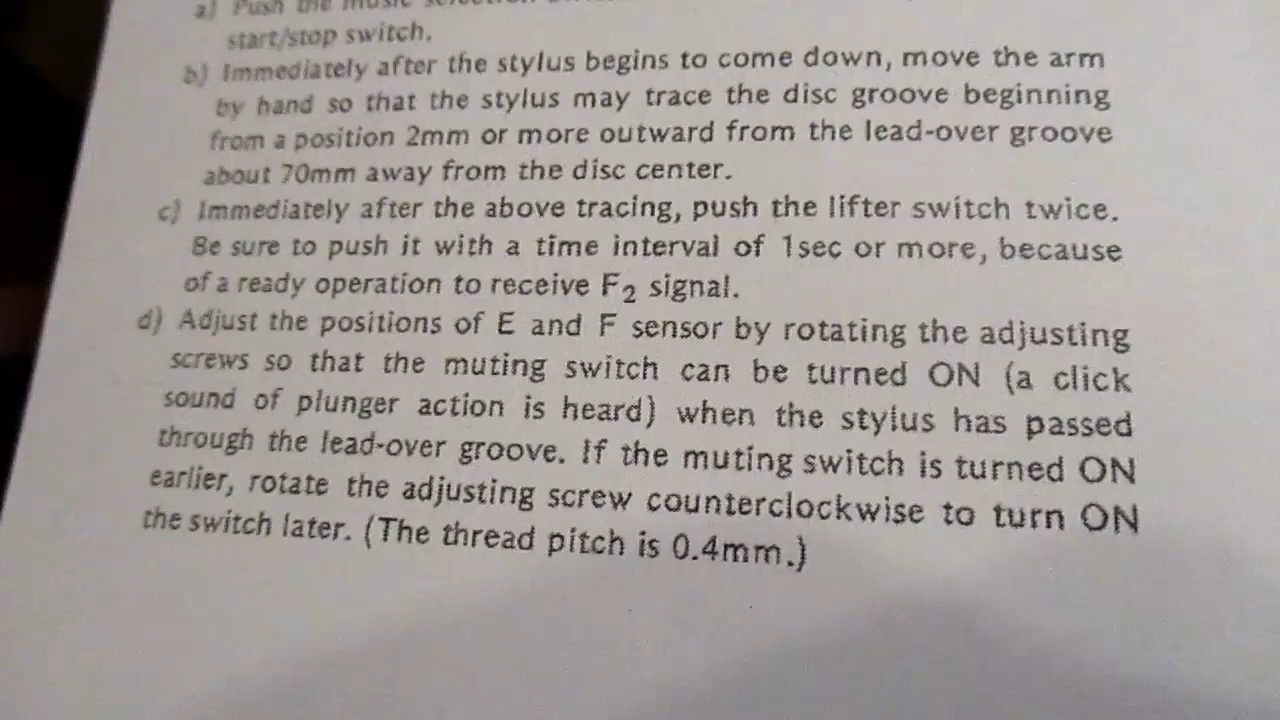 a) Push the music selection
start/stop switch.
b) Immediately after the stylus begins to come down, move the arm
by hand so that the stylus may trace the disc groove beginning
from a position 2mm or more outward from the lead-over groove
about 70mm away from the disc center.
c) Immediately after the above tracing, push the lifter switch twice.
Be sure to push it with a time interval of 1sec or more, because
of a ready operation to receive F2 signal.
d) Adjust the positions of E and F sensor by rotating the adjusting
screws so that the muting switch can be turned ON (a click
sound of plunger action is heard) when the stylus has passed
through the lead-over groove. If the muting switch is turned ON
earlier, rotate the adjusting screw counterclockwise to turn ON
the switch later. (The thread pitch is 0.4mm.)